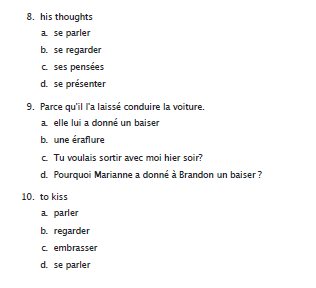 8. his thoughts
a. se parler
b. se regarder
c. ses pensées
d. se présenter
9. Parce qu'il l'a laissé conduire la voiture.
a. elle lui a donné un baiser
b. une éraflure
c. Tu voulais sortir avec moi hier soir?
d. Pourquoi Marianne a donné à Brandon un baiser ?
10. to kiss
a. parler
b. regarder
c. embrasser
d. se parler